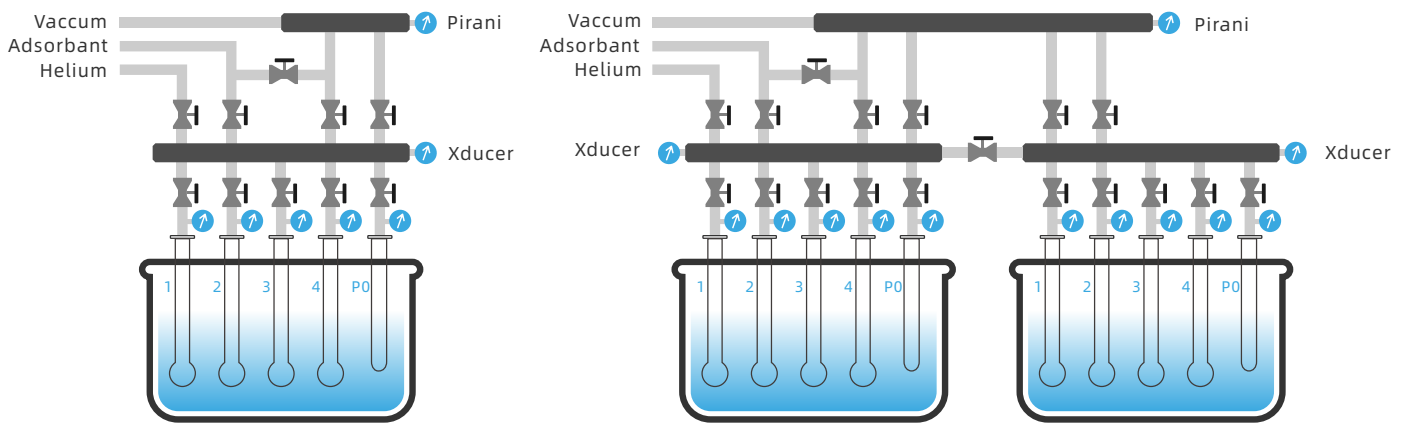 Vaccum
Adsorbant
Helium
Pirani
Xducer
1 2 3 4 P0
Vaccum
Adsorbant
Helium
Pirani
Xducer
Xducer
1 2 3 4 P0
1 2 3 4 P0